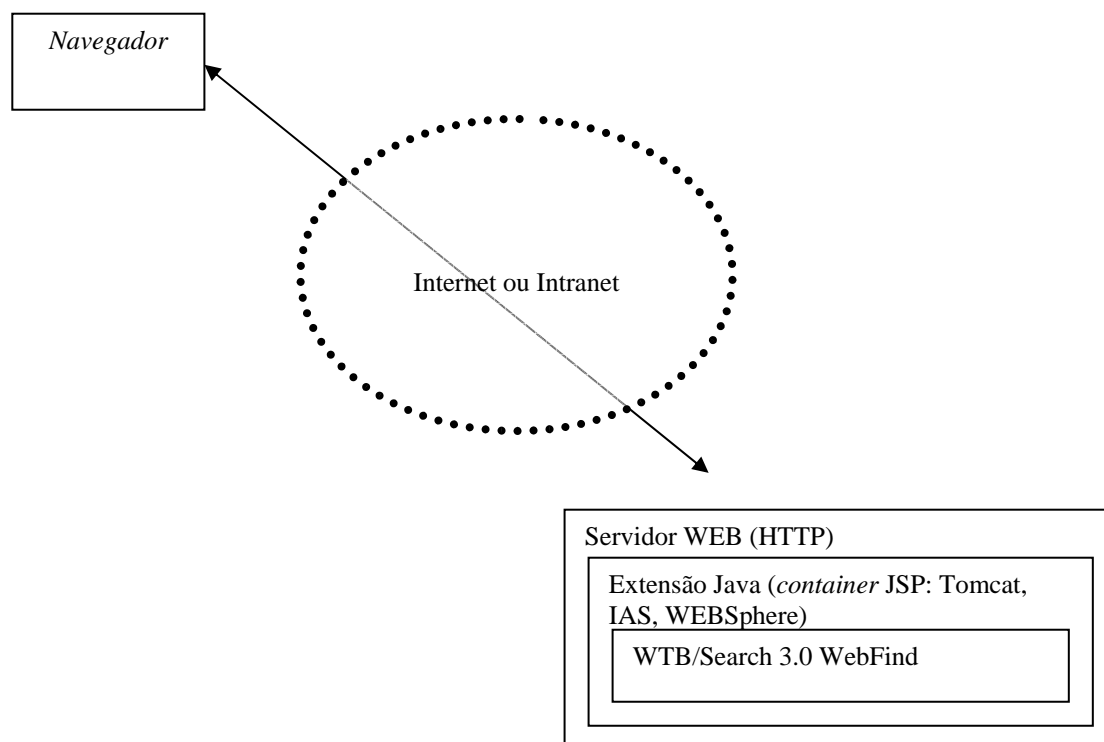 Navegador
Internet ou Intranet
Servidor WEB (HTTP)
Extensão Java (container JSP: Tomcat,
IAS, WEBSphere)
WTB/Search 3.0 WebFind